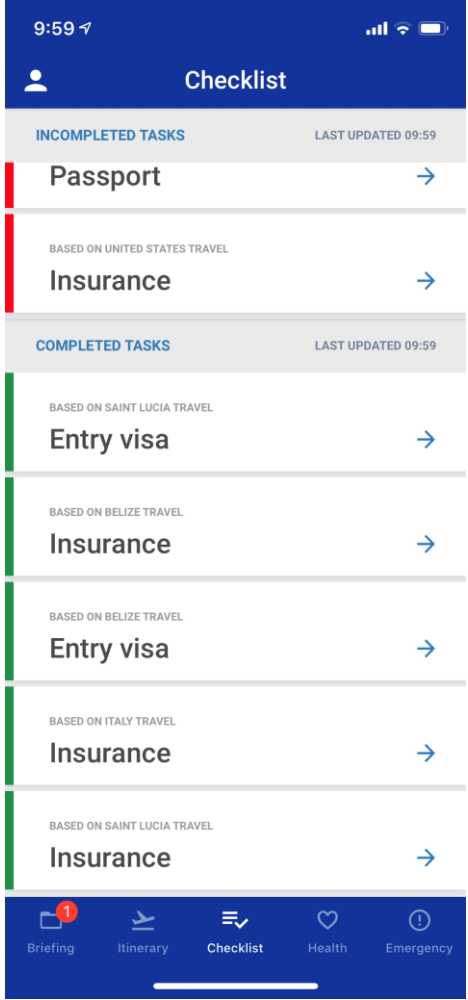 9:59
Checklist
INCOMPLETED TASKS LAST UPDATED 09:59
Passport
BASED ON UNITED STATES TRAVEL
Insurance
COMPLETED TASKS LAST UPDATED 09:59
BASED ON SAINT LUCIA TRAVEL
Entry visa
BASED ON BELIZE TRAVEL
Insurance
BASED ON BELIZE TRAVEL
Entry visa
BASED ON ITALY TRAVEL
Insurance
BASED ON SAINT LUCIA TRAVEL
Insurance
1
Briefing Itinerary Checklist Health Emergency